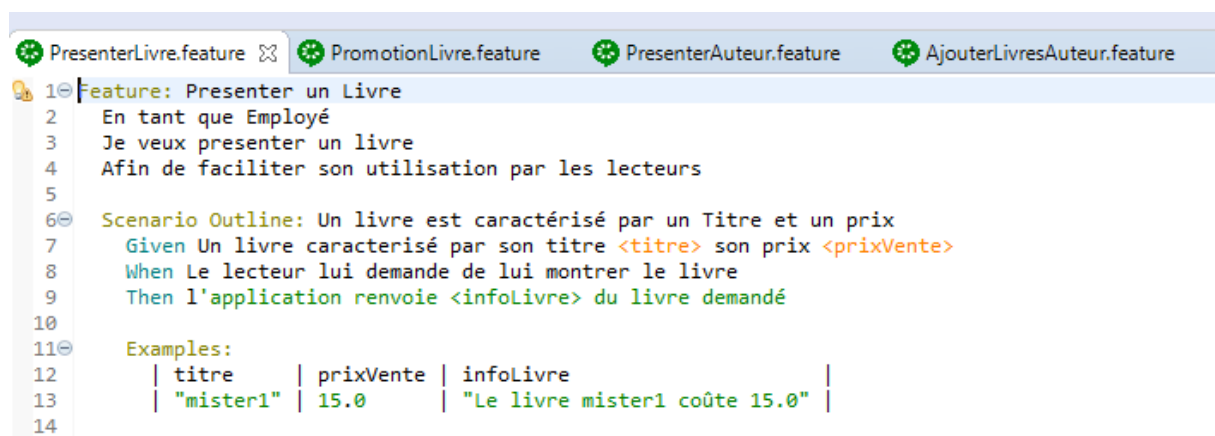 PresenterLivre.feature PromotionLivre.feature PresenterAuteur.feature AjouterLivresAuteur.feature
1 Feature: Presenter un Livre
2 En tant que Employé
3 Je veux presenter un livre
4 Afin de faciliter son utilisation par les lecteurs
5
6 Scenario Outline: Un livre est caractérisé par un Titre et un prix
7 Given Un livre caracterisé par son titre <titre> son prix <prixVente>
8 When Le lecteur lui demande de lui montrer le livre
9 Then l'application renvoie <infoLivre> du livre demandé
10
11 Examples:
12 | titre | prixVente | infoLivre |
13 | "mister1" | 15.0 | "Le livre mister1 coûte 15.0" |
14